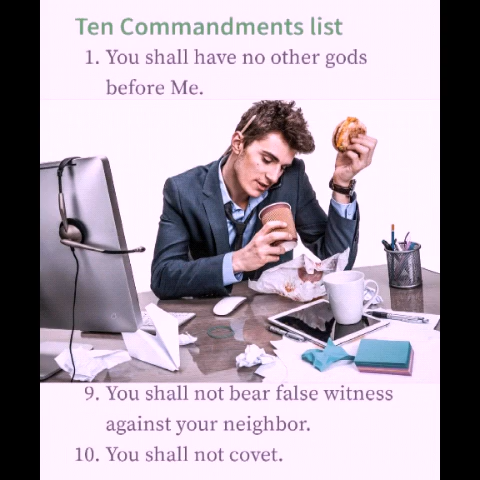 Ten Commandments list
1. You shall have no other gods
before Me.
9. You shall not bear false witness
against your neighbor.
10. You shall not covet.